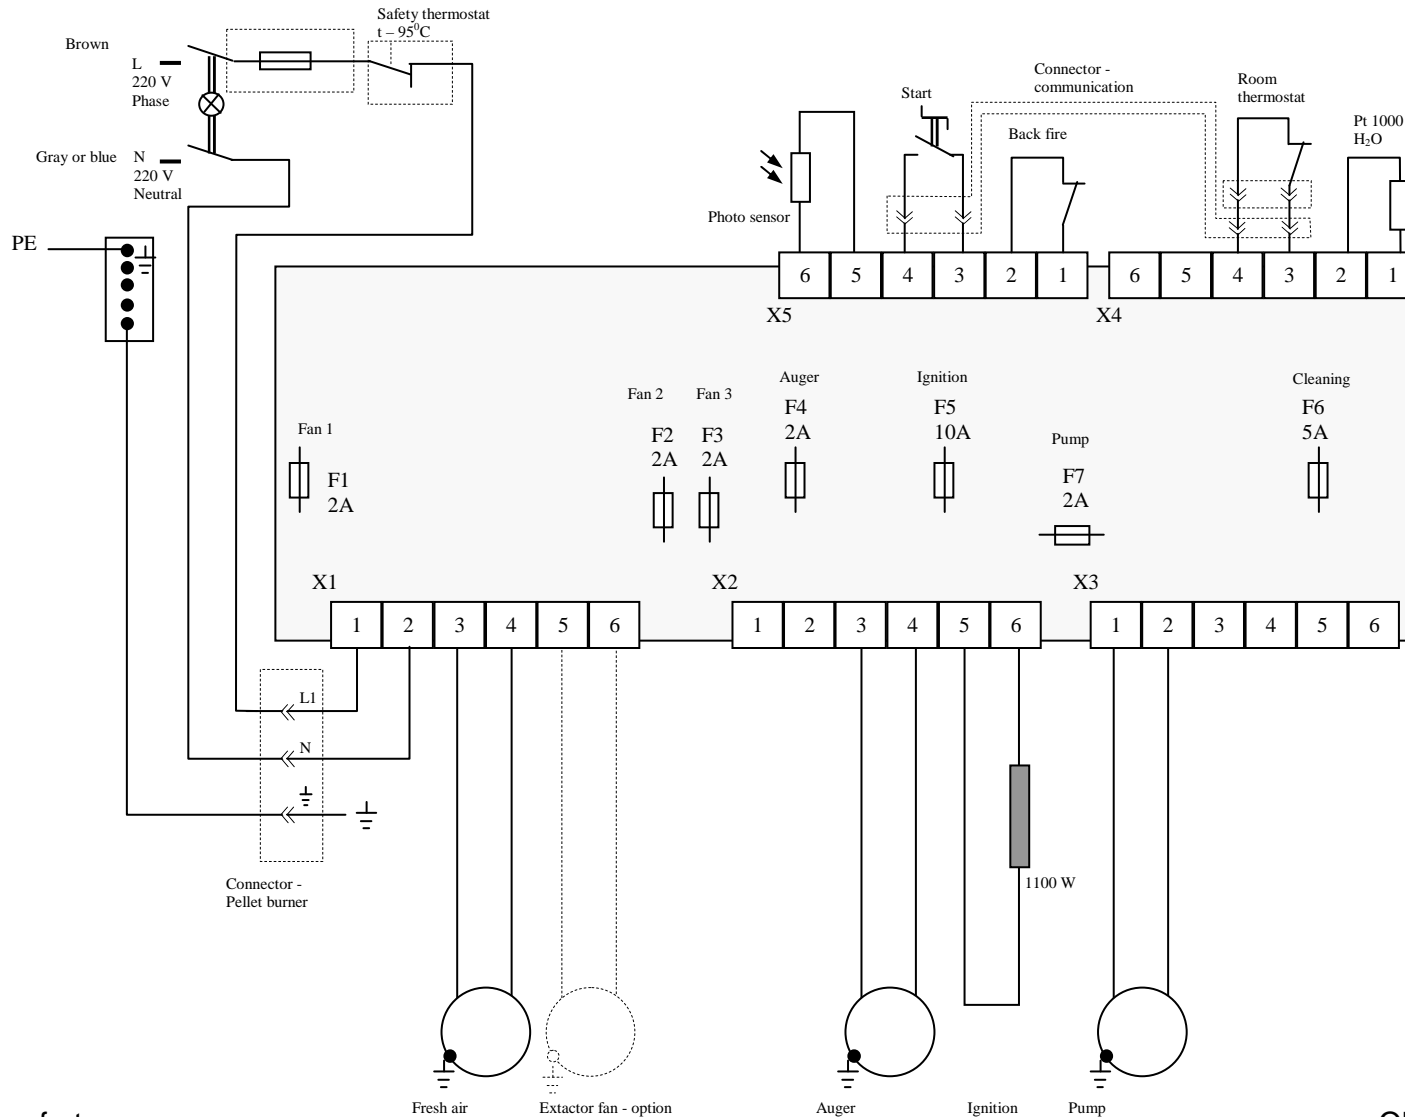 Safety thermostat
t – 95⁰C
Brown
L
220 V
Phase
Gray or blue
N
220 V
Neutral
PE
Start
Connector -
communication
Room
thermostat
Back fire
Pt 1000
H₂O
Photo sensor
6 5 4 3 2 1
6 5 4 3 2 1
X5
X4
Fan 1
F1
2A
Fan 2
F2
2A
Fan 3
F3
2A
Auger
F4
2A
Ignition
F5
10A
Pump
F7
2A
Cleaning
F6
5A
X1
X2
X3
1 2 3 4 5 6
1 2 3 4 5 6
1 2 3 4 5 6
L1
N
Connector -
Pellet burner
1100 W
Fresh air
Extactor fan - option
Auger
Ignition
Pump